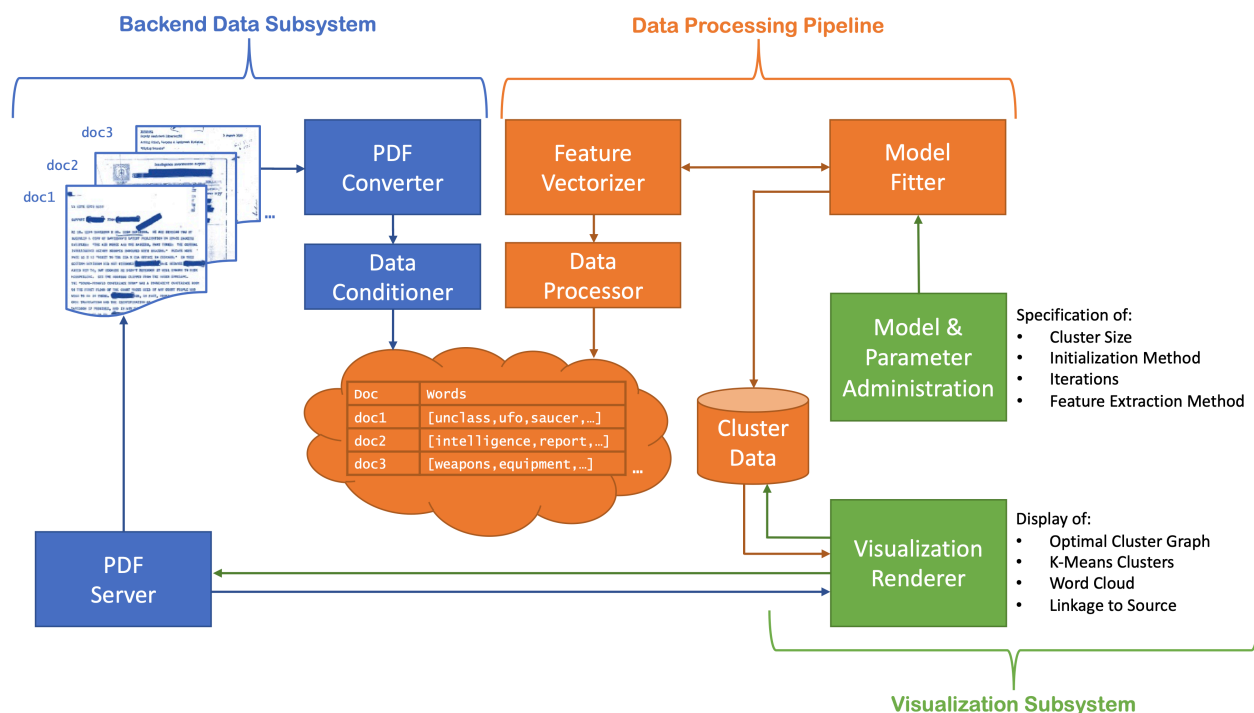 Backend Data Subsystem
Data Processing Pipeline
doc3
doc2
doc1
...
PDF
Converter
Feature
Vectorizer
Model
Fitter
Data
Conditioner
Data
Processor
Model &
Parameter
Administration
Specification of:
• Cluster Size
• Initialization Method
• Iterations
• Feature Extraction Method
Doc Words
doc1 [unclass,ufo,saucer,…]
doc2 [intelligence,report,…]
doc3 [weapons,equipment,…]
...
Cluster
Data
PDF
Server
Visualization
Renderer
Display of:
• Optimal Cluster Graph
• K-Means Clusters
• Word Cloud
• Linkage to Source
Visualization Subsystem